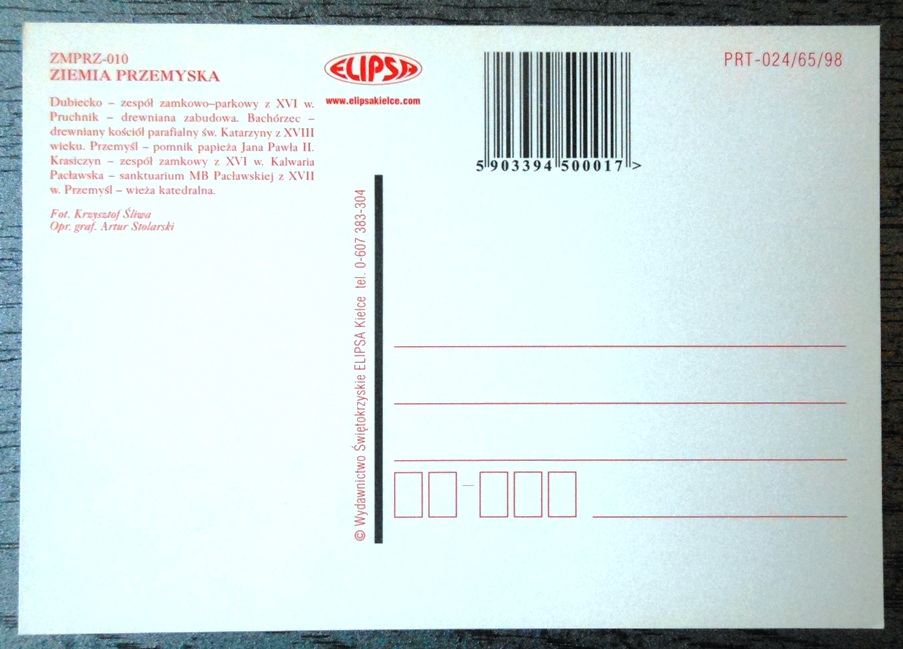 ZMPRZ-010
ZIEMIA PRZEMYSKA
Dubiecko – zespół zamkowo–parkowy z XVI w.
Pruchnik – drewniana zabudowa. Bachórzec –
drewniany kościół parafialny św. Katarzyny z XVIII
wieku. Przemyśl – pomnik papieża Jana Pawła II.
Krasiczyn – zespół zamkowy z XVI w. Kalwaria
Pacławska – sanktuarium MB Pacławskiej z XVII
w. Przemyśl – wieża katedralna.
Fot. Krzysztof Śliwa
Opr. graf. Artur Stolarski
ELIPSA
www.elipsakielce.com
© Wydawnictwo Świętokrzyskie ELIPSA Kielce tel. 0-607 383-304
5 903394 500017 >
PRT-024/65/98